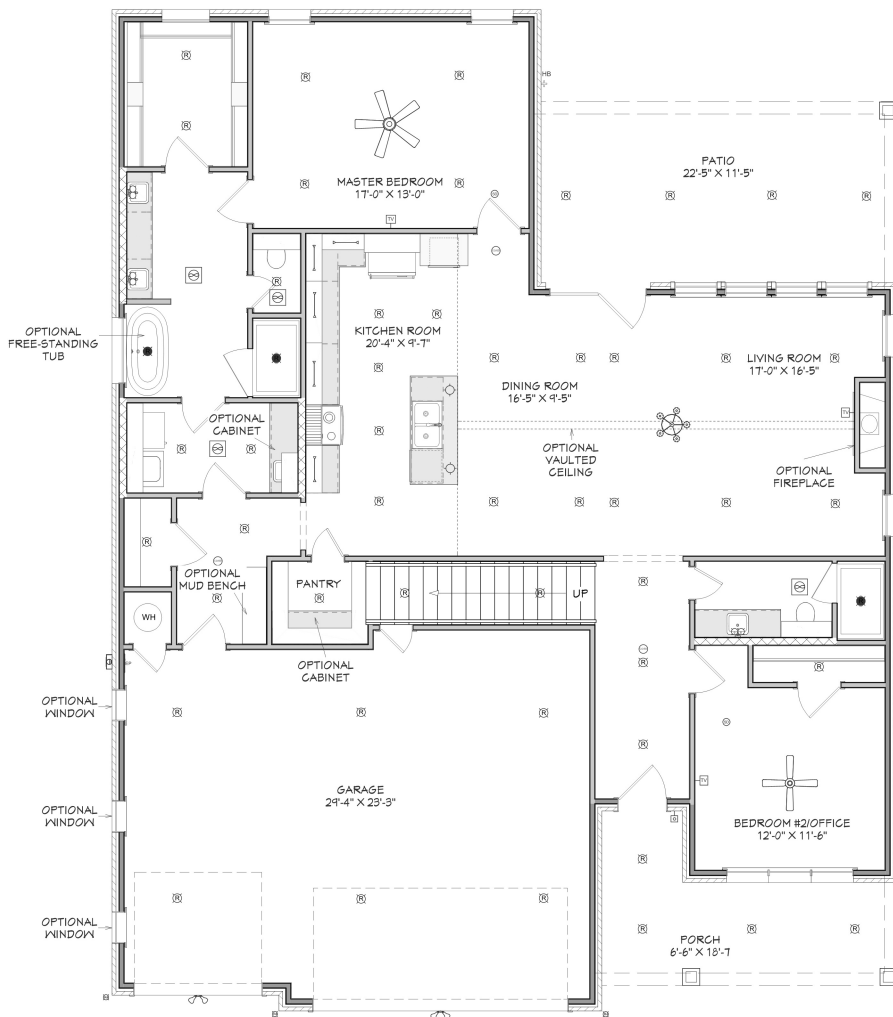 HB
PATIO
22'-5" X 11'-5"
MASTER BEDROOM
17'-0" X 13'-0"
TV
OPTIONAL
FREE-STANDING
TUB
KITCHEN ROOM
20'-4" X 9'-7"
DINING ROOM
16'-5" X 9'-5"
LIVING ROOM
17'-0" X 16'-5"
TV
OPTIONAL
CABINET
OPTIONAL
VAULTED
CEILING
OPTIONAL
FIREPLACE
OPTIONAL
MUD BENCH
PANTRY
UP
WH
OPTIONAL
CABINET
OPTIONAL
WINDOW
OPTIONAL
WINDOW
OPTIONAL
WINDOW
GARAGE
29'-4" X 23'-3"
TV
BEDROOM #2/OFFICE
12'-0" X 11'-6"
PORCH
6'-6" X 18'-7